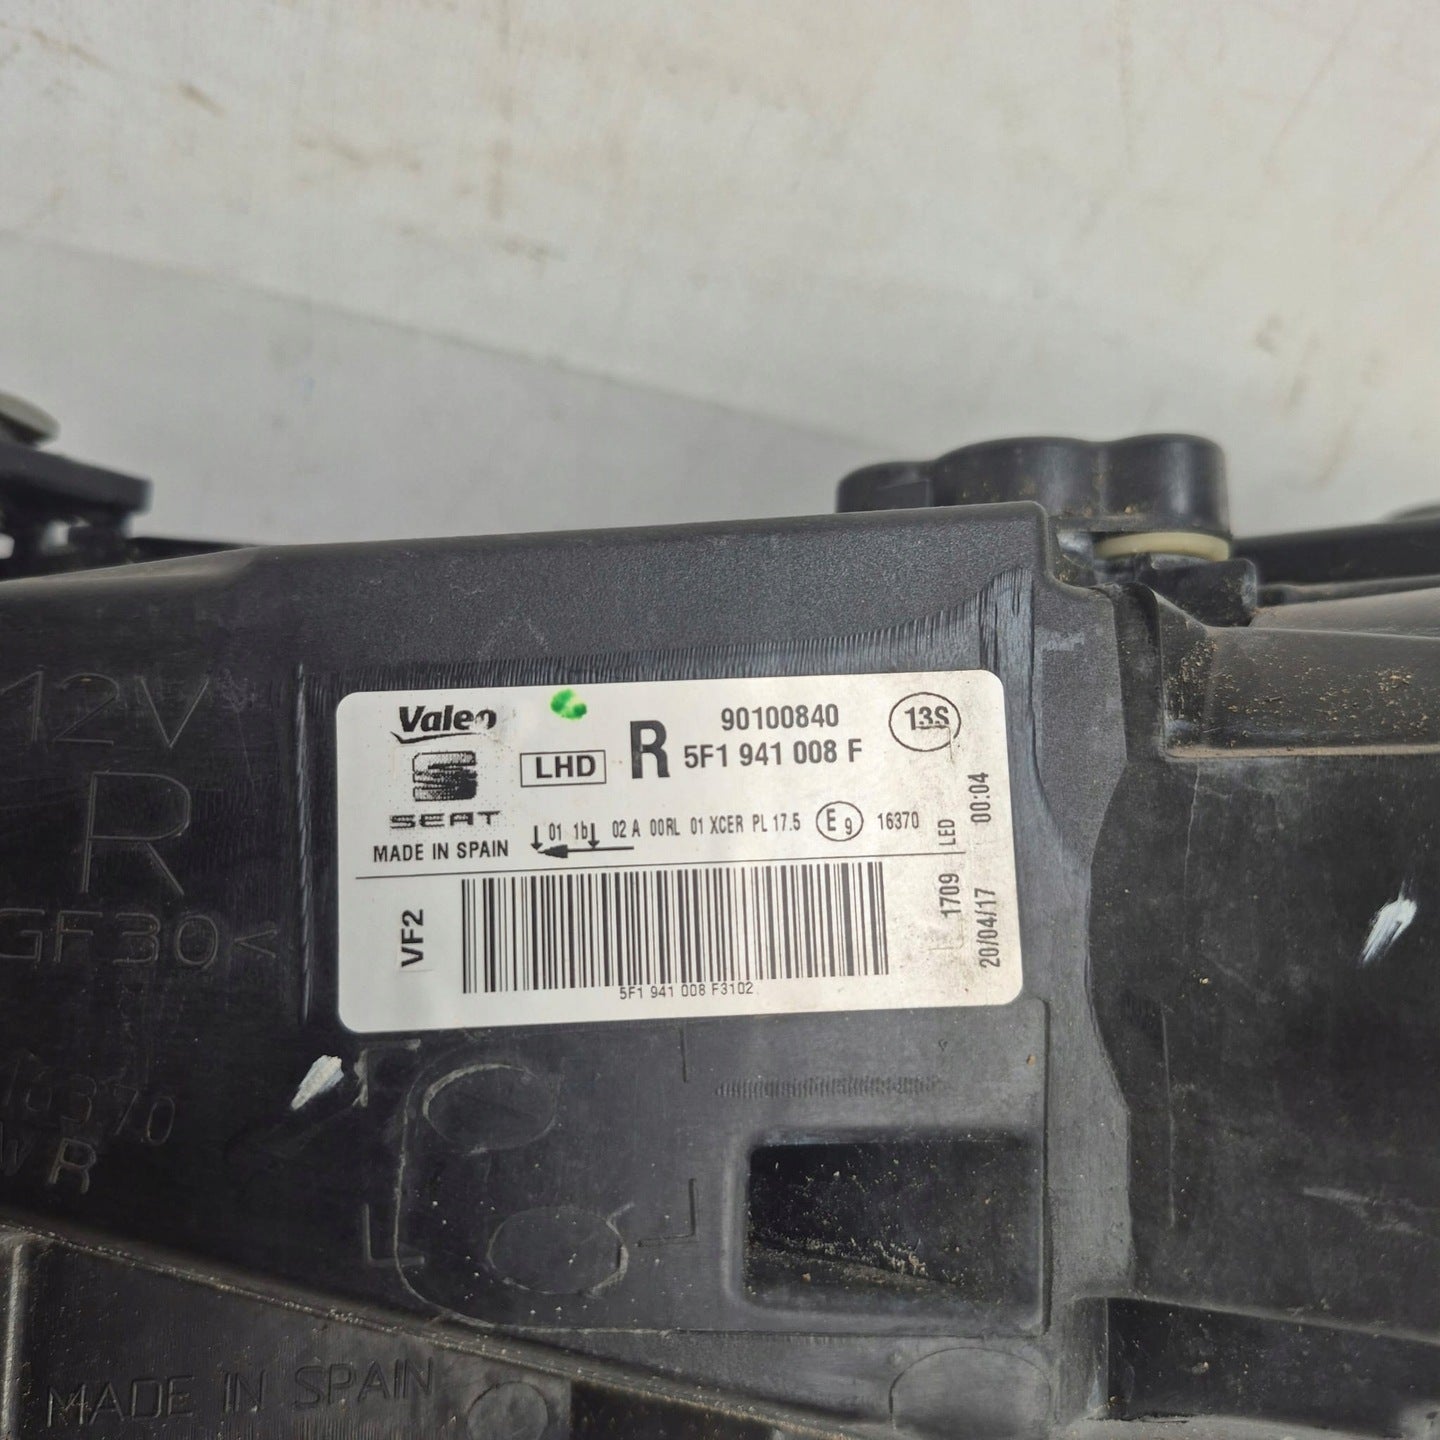 Valeo
SEAT
MADE IN SPAIN
LHD
R
90100840
5F1 941 008 F
13S
01 1b 02 A 00RL 01 XCER PL 17.5 E9 16370
LED 00:04
1709
20/04/17
VF2
5F1 941 008 F3102
12V
R
GF30<
16370
R
MADE IN SPAIN